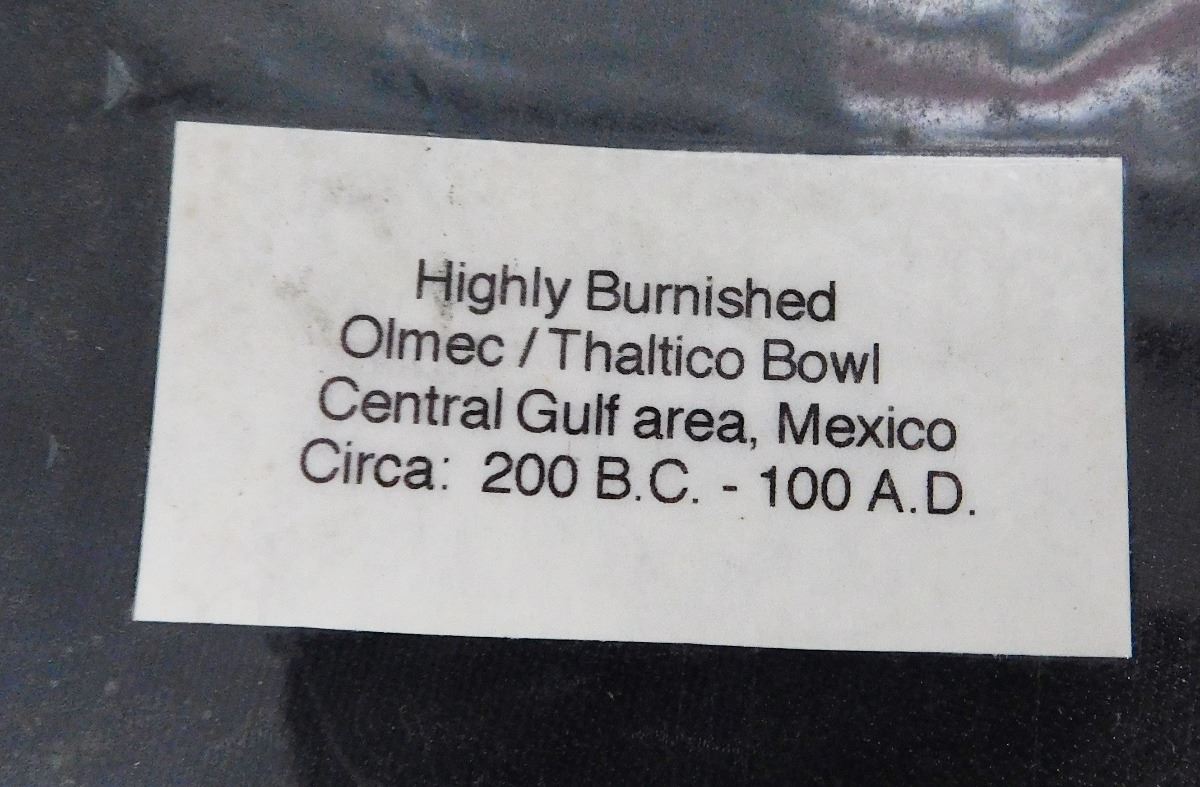 Highly Burnished
Olmec / Thaltico Bowl
Central Gulf area, Mexico
Circa: 200 B.C. - 100 A.D.